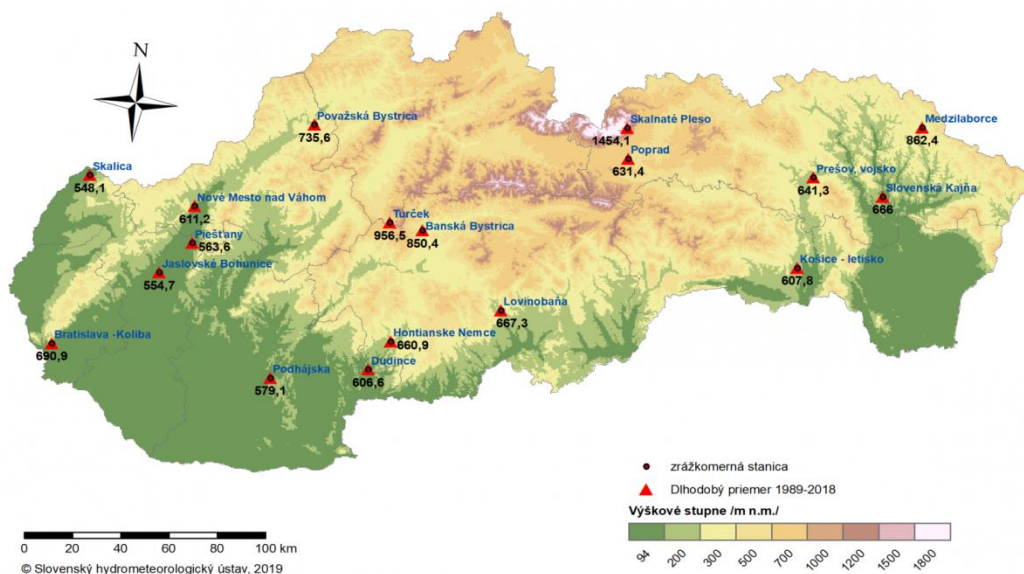 N
Považská Bystrica
735,6
Skalnaté Pleso
1454,1
Medzilaborce
862,4
Poprad
631,4
Skalica
548,1
Prešov, vojsko
641,3
Slovenská Kajňa
666
Nové Mesto nad Váhom
611,2
Turček
956,5
Banská Bystrica
850,4
Piešťany
563,6
Jaslovské Bohunice
554,7
Košice - letisko
607,8
Lovinobaňa
667,3
Bratislava -Koliba
690,9
Hontianske Nemce
660,9
Dudince
606,6
Podhájska
579,1
zrážkomerná stanica
Dlhodobý priemer 1989-2018
Výškové stupne /m n.m./
94 200 300 500 700 1000 1200 1500 1800
0 20 40 60 80 100 km
© Slovenský hydrometeorologický ústav, 2019